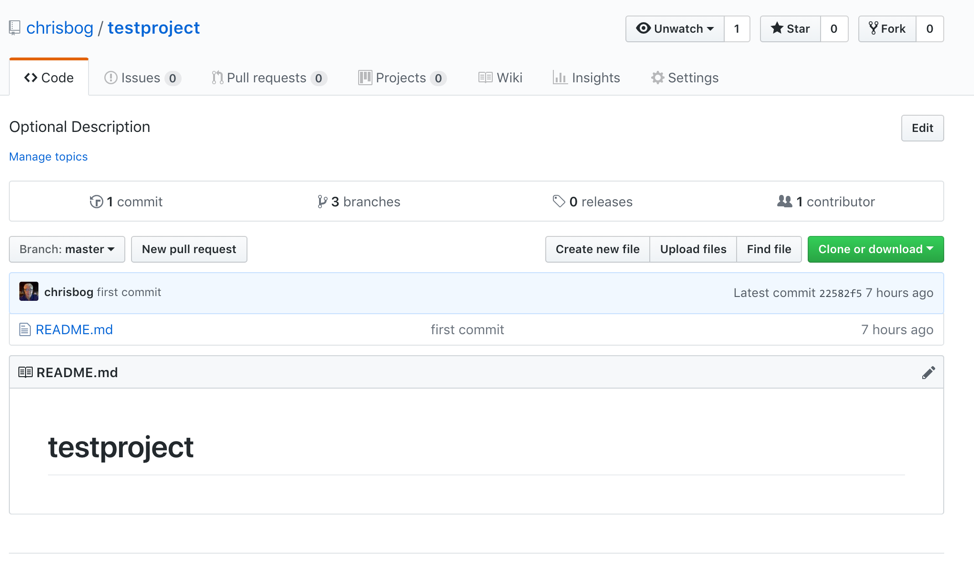 chrisbog / testproject Unwatch 1 Star 0 Fork 0
Code Issues 0 Pull requests 0 Projects 0 Wiki Insights Settings
Optional Description Edit
Manage topics
1 commit 3 branches 0 releases 1 contributor
Branch: master New pull request Create new file Upload files Find file Clone or download
chrisbog first commit Latest commit 22582f5 7 hours ago
README.md first commit 7 hours ago
README.md
testproject